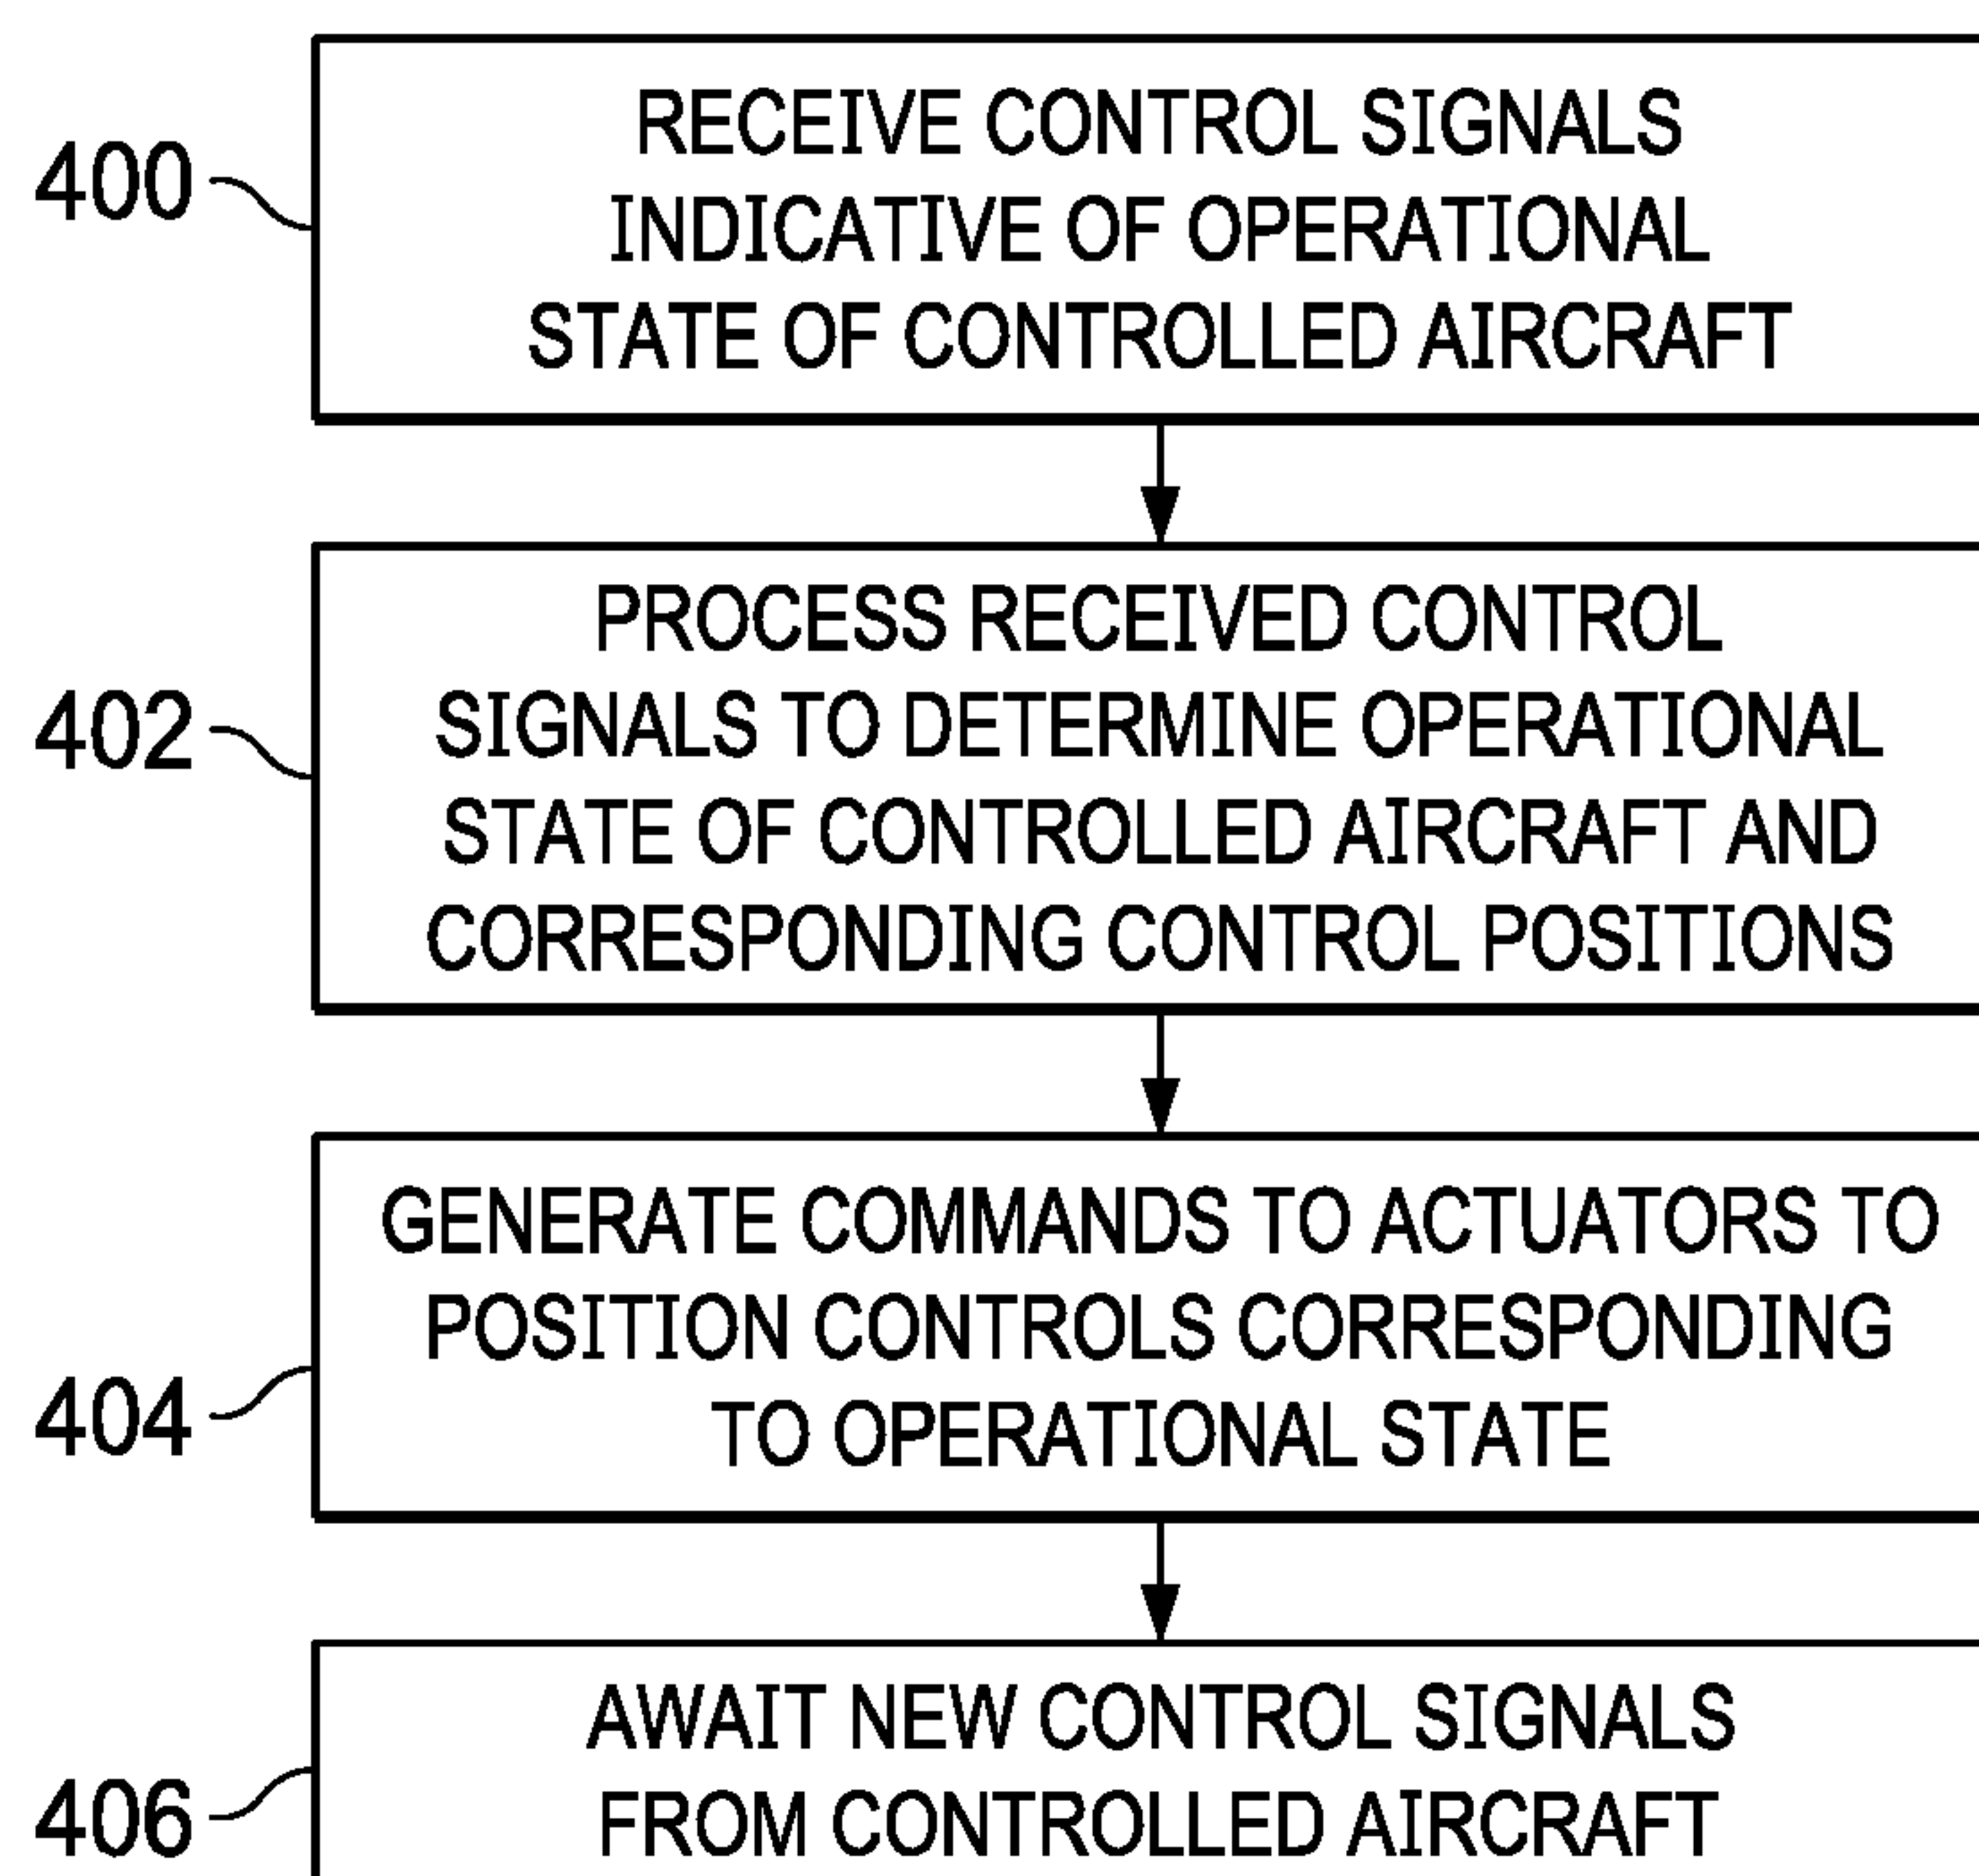 400
RECEIVE CONTROL SIGNALS
INDICATIVE OF OPERATIONAL
STATE OF CONTROLLED AIRCRAFT
402
PROCESS RECEIVED CONTROL
SIGNALS TO DETERMINE OPERATIONAL
STATE OF CONTROLLED AIRCRAFT AND
CORRESPONDING CONTROL POSITIONS
404
GENERATE COMMANDS TO ACTUATORS TO
POSITION CONTROLS CORRESPONDING
TO OPERATIONAL STATE
406
AWAIT NEW CONTROL SIGNALS
FROM CONTROLLED AIRCRAFT